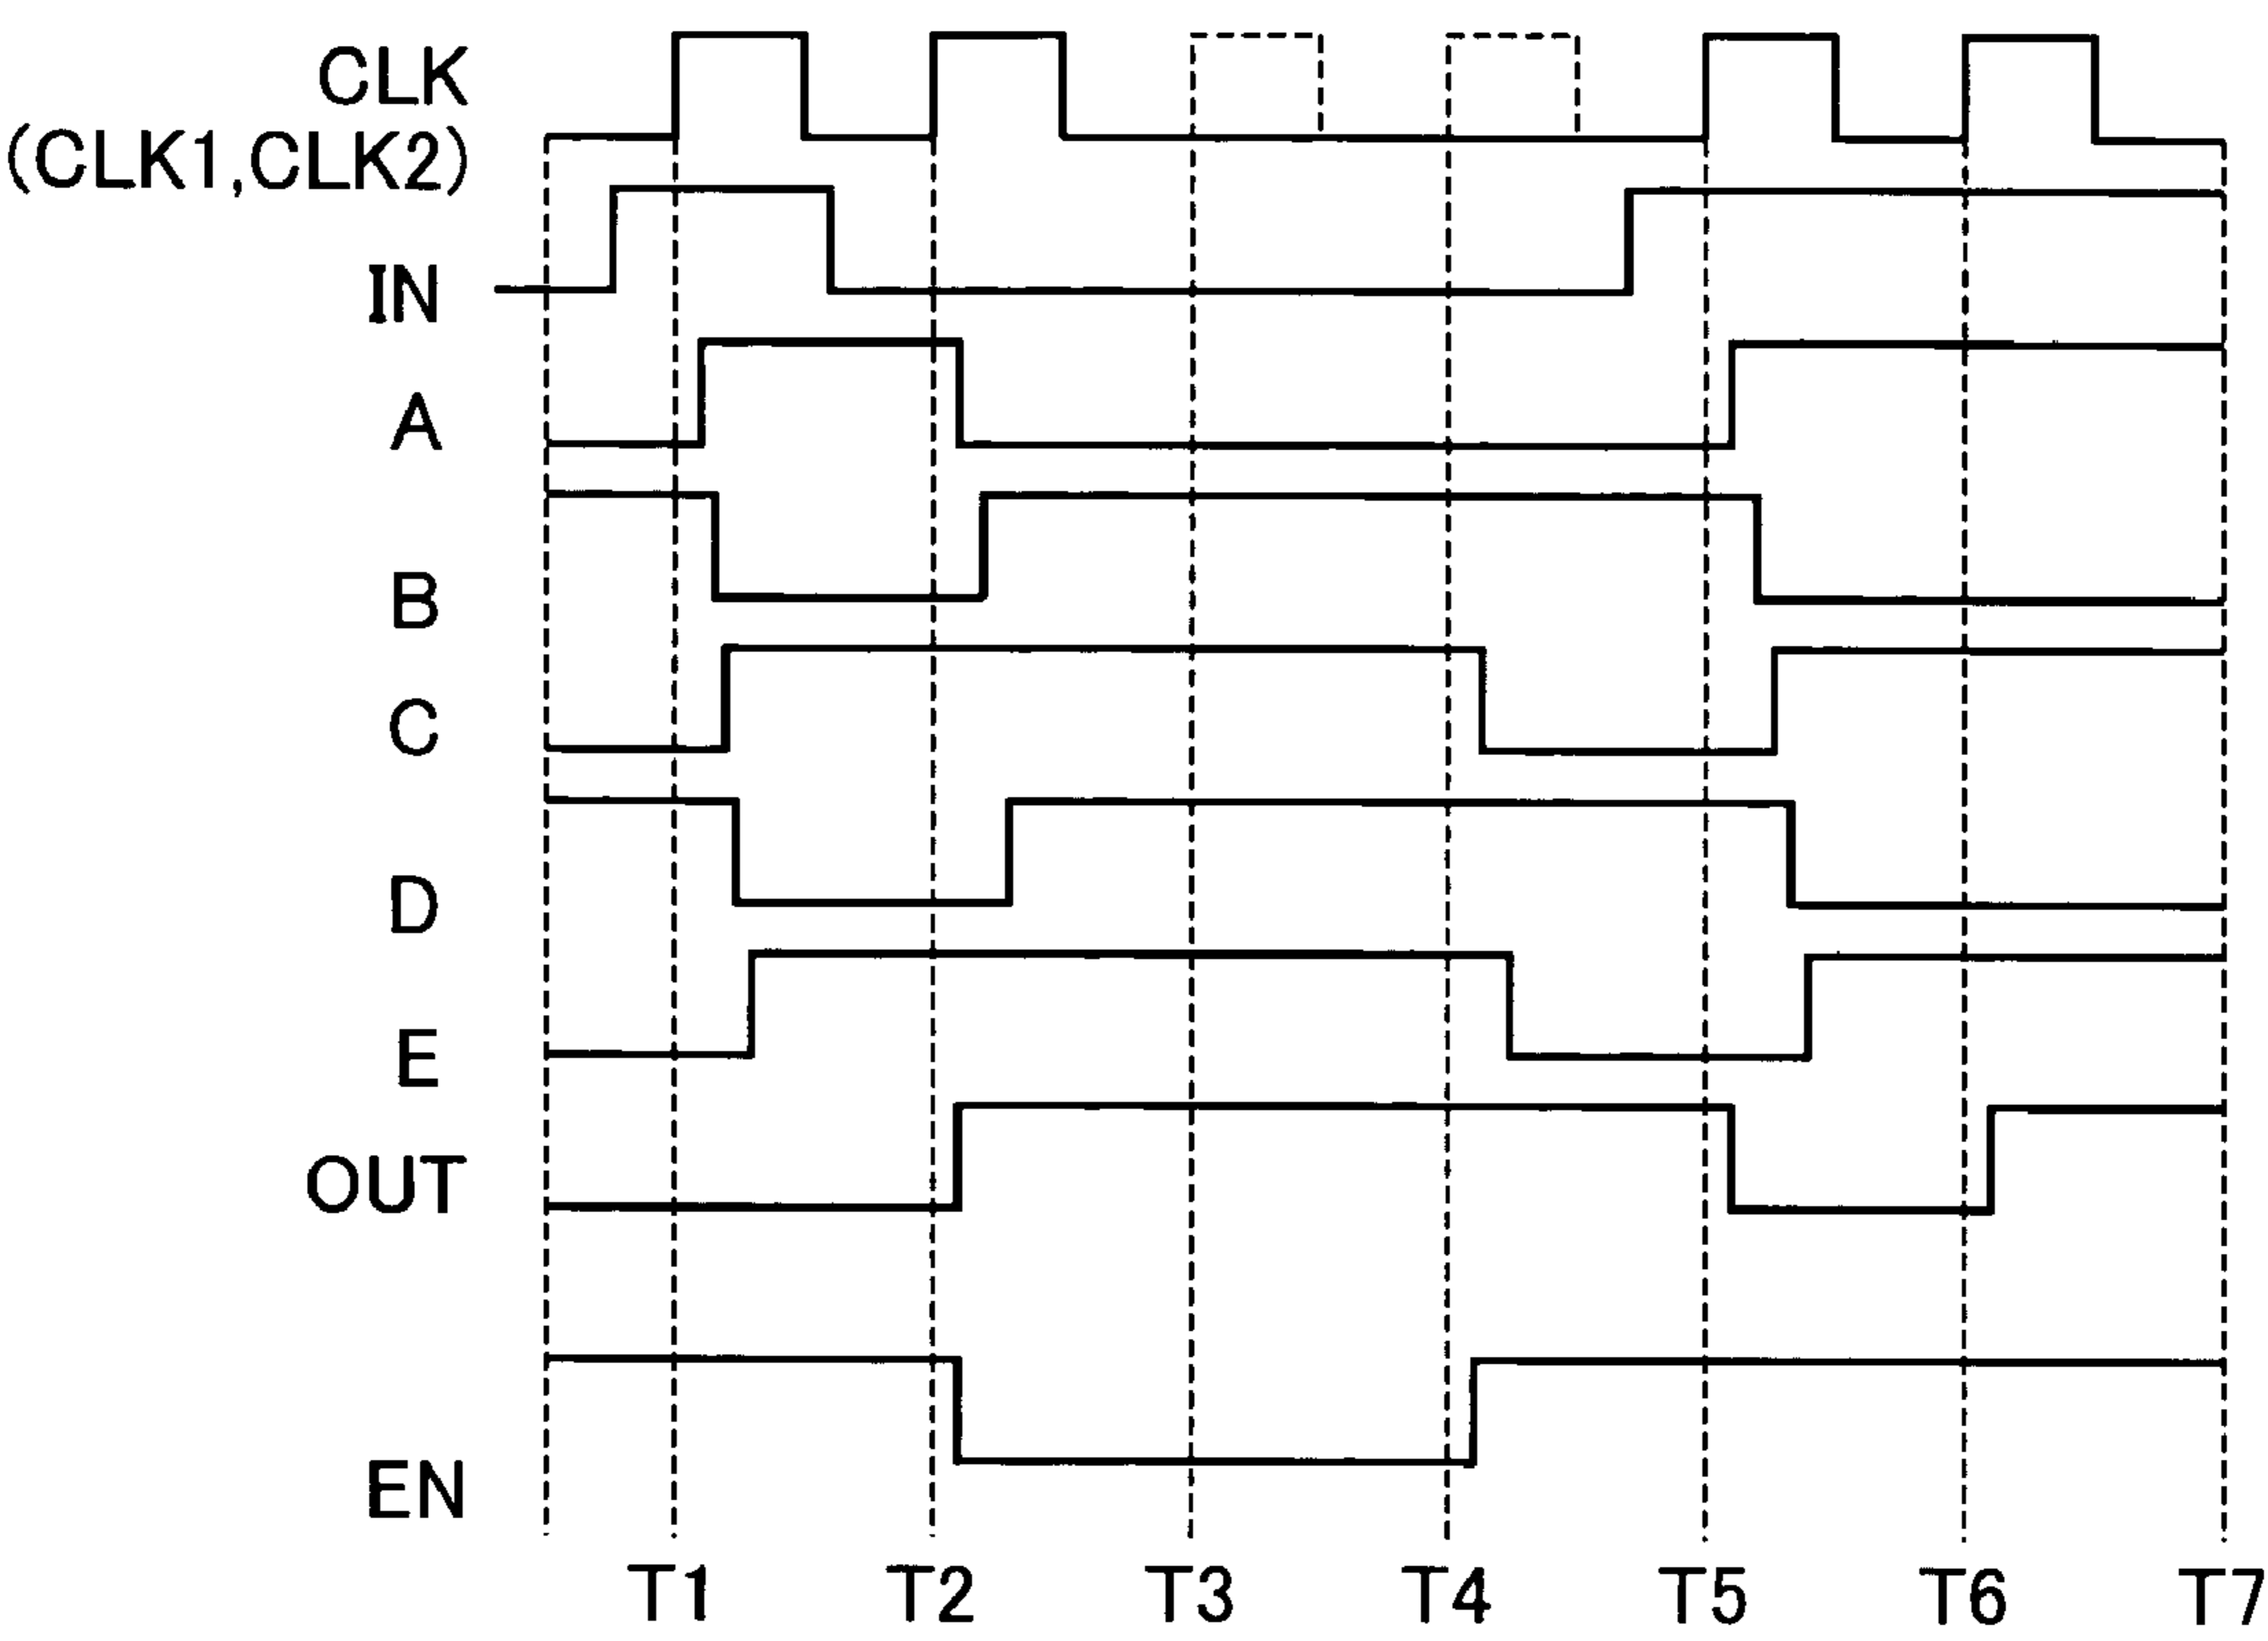 CLK
(CLK1,CLK2)
IN
A
B
C
D
E
OUT
EN
T1 T2 T3 T4 T5 T6 T7